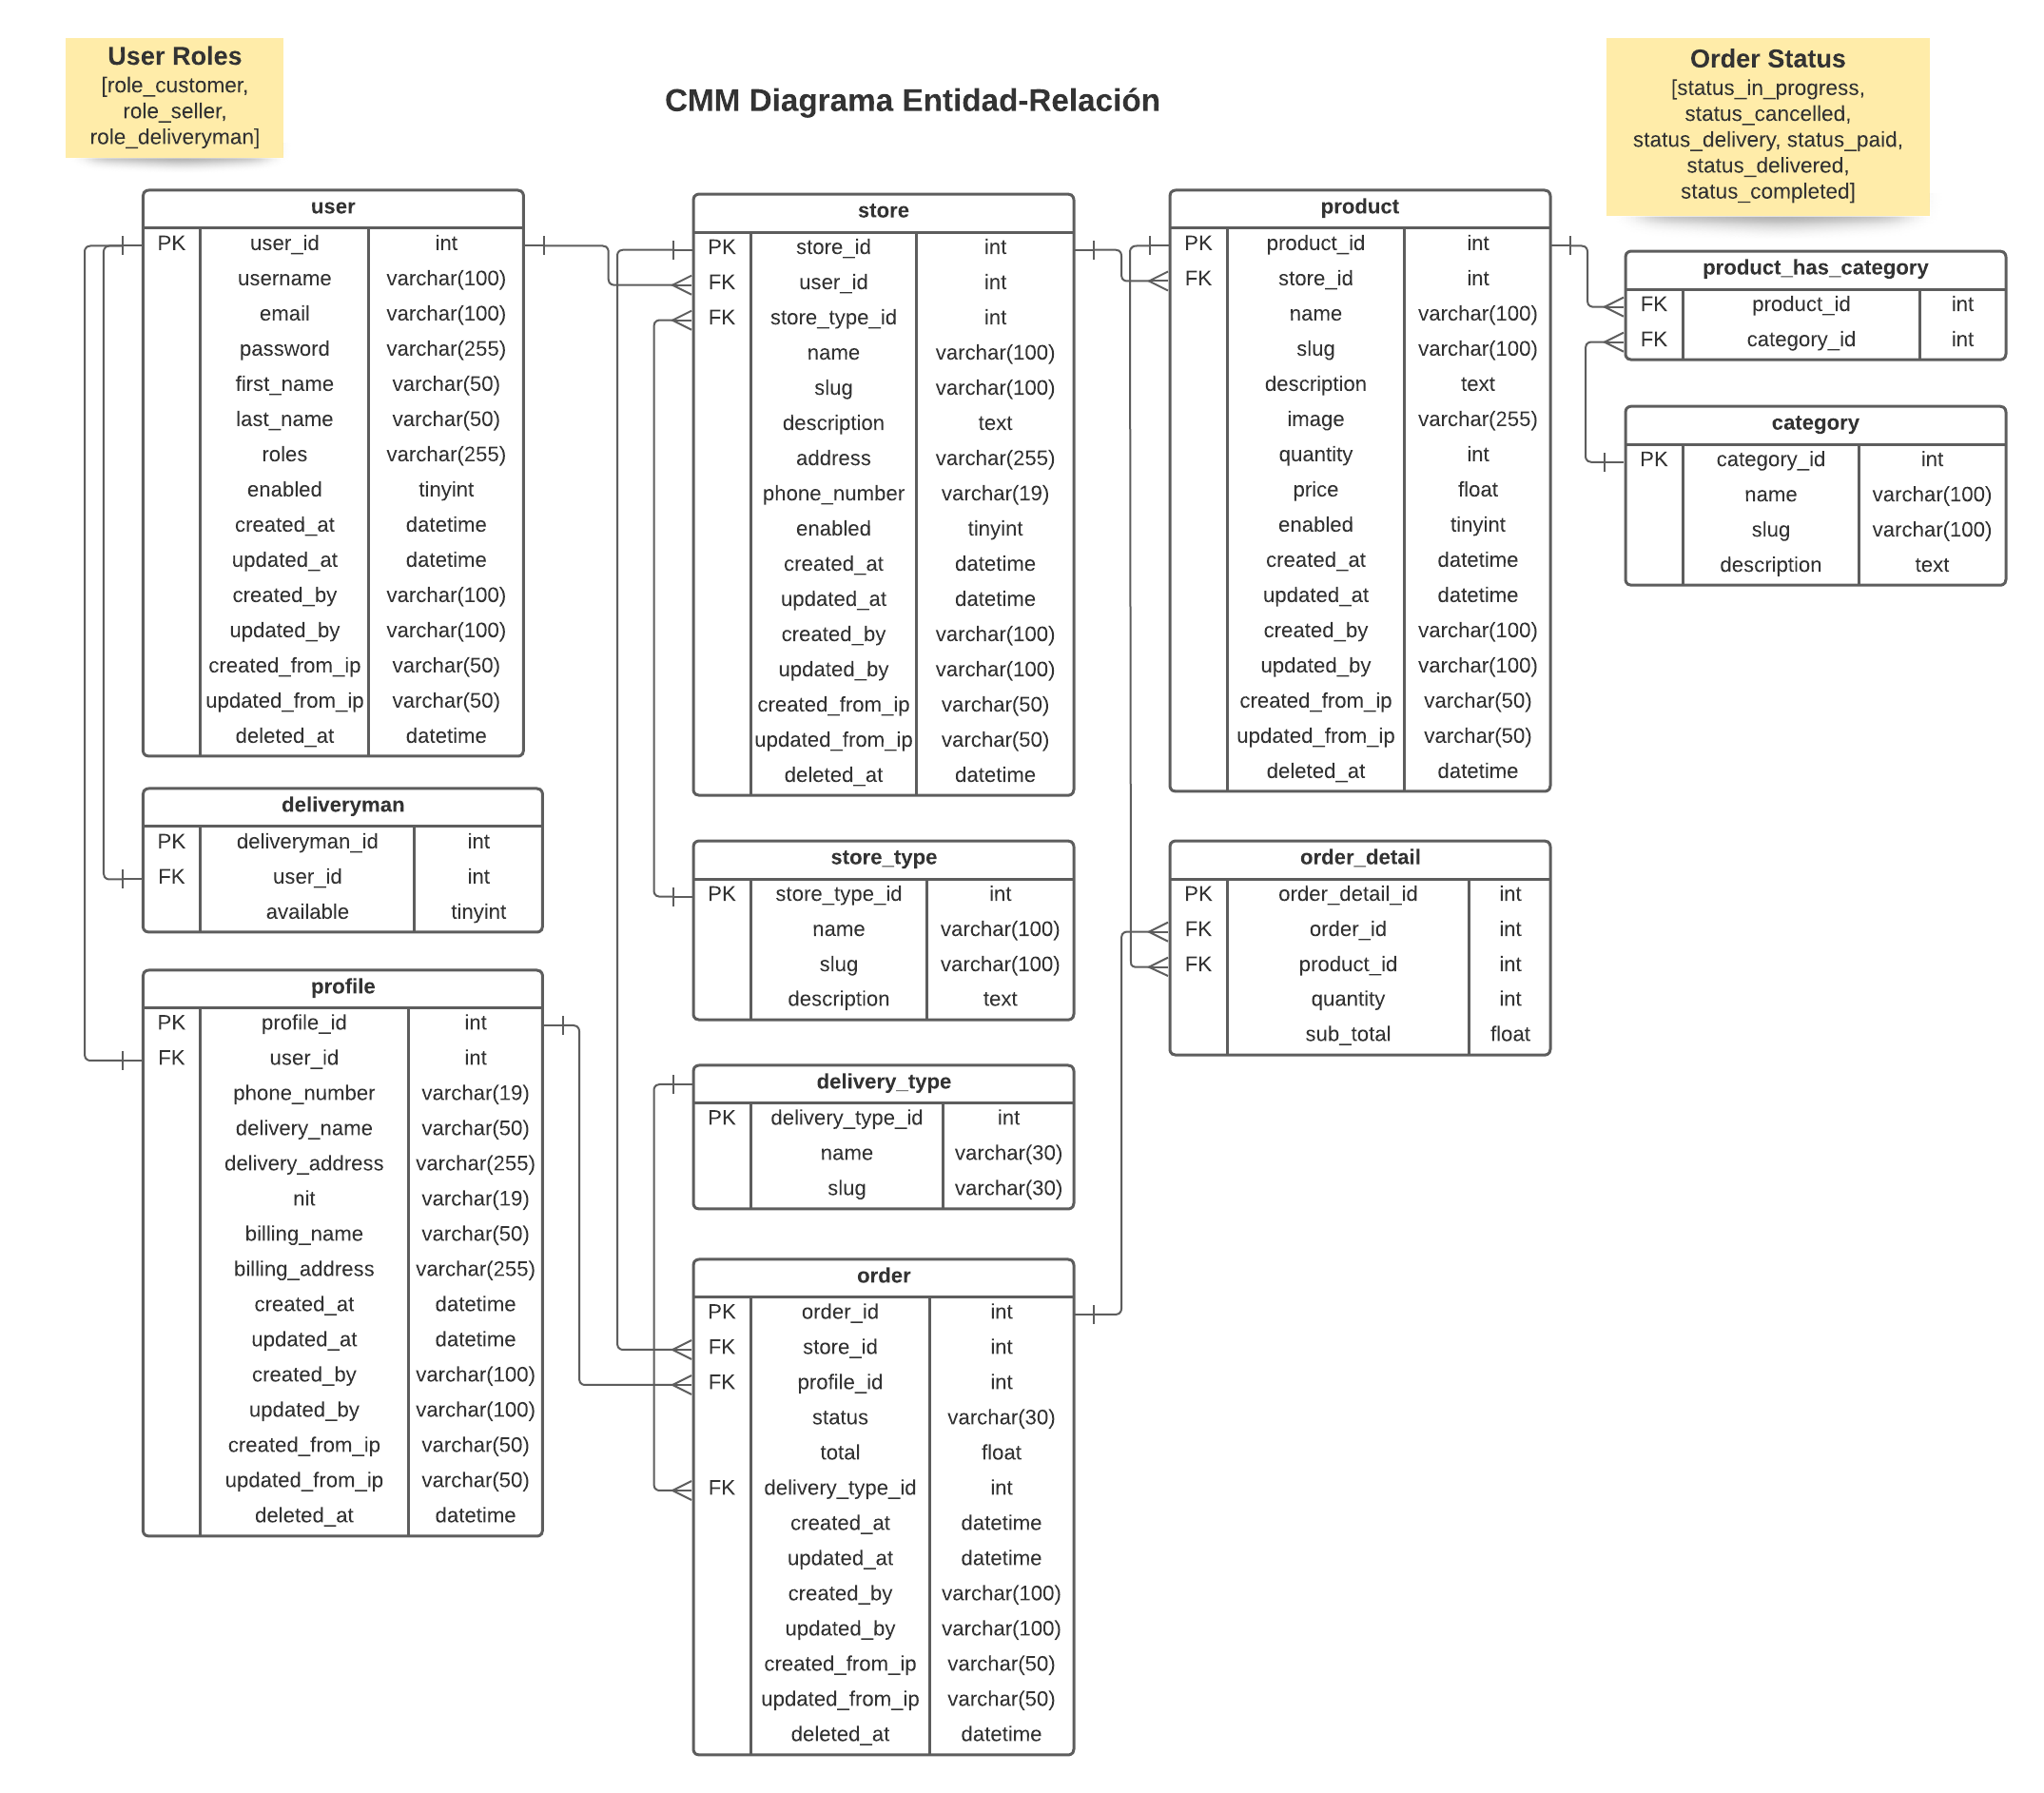 User Roles
[role_customer,
role_seller,
role_deliveryman]
CMM Diagrama Entidad-Relación
Order Status
[status_in_progress,
status_cancelled,
status_delivery, status_paid,
status_delivered,
status_completed]
user
PK user_id int
username varchar(100)
email varchar(100)
password varchar(255)
first_name varchar(50)
last_name varchar(50)
roles varchar(255)
enabled tinyint
created_at datetime
updated_at datetime
created_by varchar(100)
updated_by varchar(100)
created_from_ip varchar(50)
updated_from_ip varchar(50)
deleted_at datetime
deliveryman
PK deliveryman_id int
FK user_id int
available tinyint
profile
PK profile_id int
FK user_id int
phone_number varchar(19)
delivery_name varchar(50)
delivery_address varchar(255)
nit varchar(19)
billing_name varchar(50)
billing_address varchar(255)
created_at datetime
updated_at datetime
created_by varchar(100)
updated_by varchar(100)
created_from_ip varchar(50)
updated_from_ip varchar(50)
deleted_at datetime
store
PK store_id int
FK user_id int
FK store_type_id int
name varchar(100)
slug varchar(100)
description text
address varchar(255)
phone_number varchar(19)
enabled tinyint
created_at datetime
updated_at datetime
created_by varchar(100)
updated_by varchar(100)
created_from_ip varchar(50)
updated_from_ip varchar(50)
deleted_at datetime
store_type
PK store_type_id int
name varchar(100)
slug varchar(100)
description text
delivery_type
PK delivery_type_id int
name varchar(30)
slug varchar(30)
order
PK order_id int
FK store_id int
FK profile_id int
status varchar(30)
total float
FK delivery_type_id int
created_at datetime
updated_at datetime
created_by varchar(100)
updated_by varchar(100)
created_from_ip varchar(50)
updated_from_ip varchar(50)
deleted_at datetime
product
PK product_id int
FK store_id int
name varchar(100)
slug varchar(100)
description text
image varchar(255)
quantity int
price float
enabled tinyint
created_at datetime
updated_at datetime
created_by varchar(100)
updated_by varchar(100)
created_from_ip varchar(50)
updated_from_ip varchar(50)
deleted_at datetime
order_detail
PK order_detail_id int
FK order_id int
FK product_id int
quantity int
sub_total float
product_has_category
FK product_id int
FK category_id int
category
PK category_id int
name varchar(100)
slug varchar(100)
description text